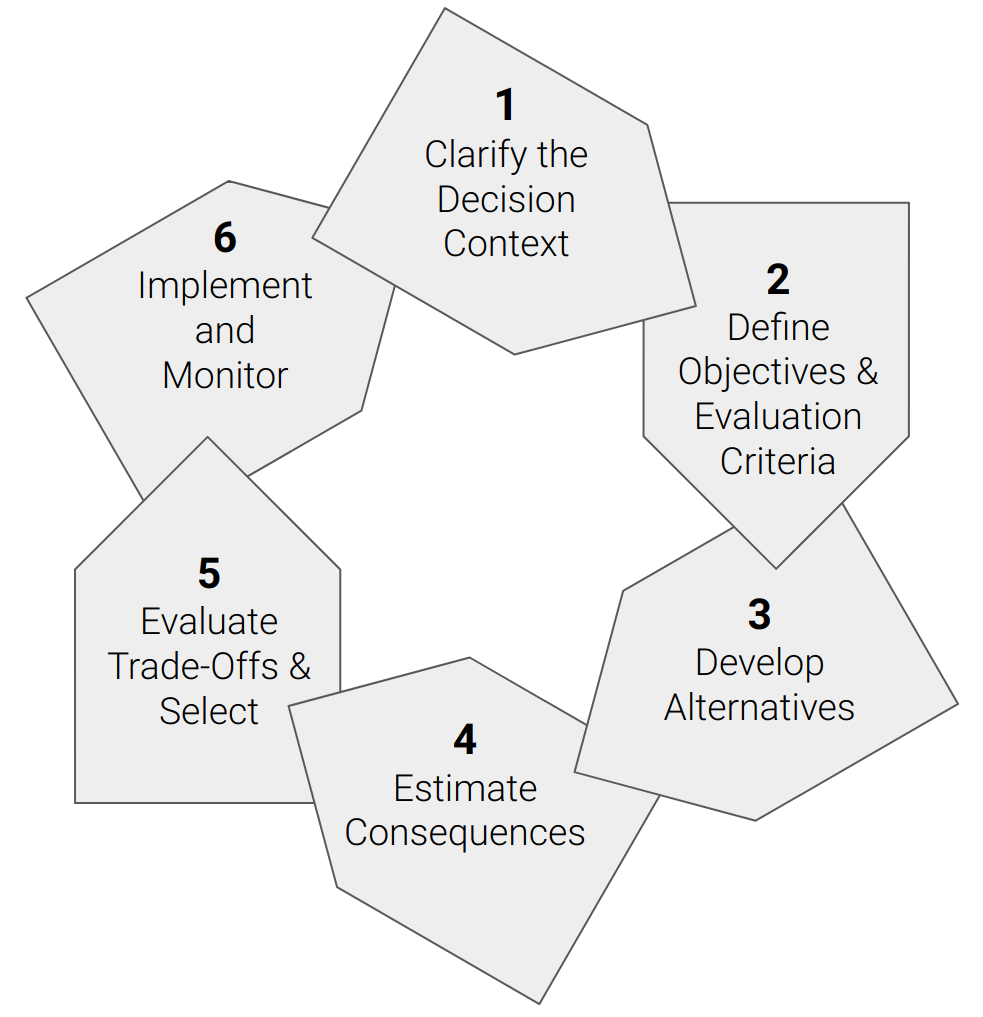 1
Clarify the
Decision
Context
2
Define
Objectives &
Evaluation
Criteria
3
Develop
Alternatives
4
Estimate
Consequences
5
Evaluate
Trade-Offs &
Select
6
Implement
and
Monitor